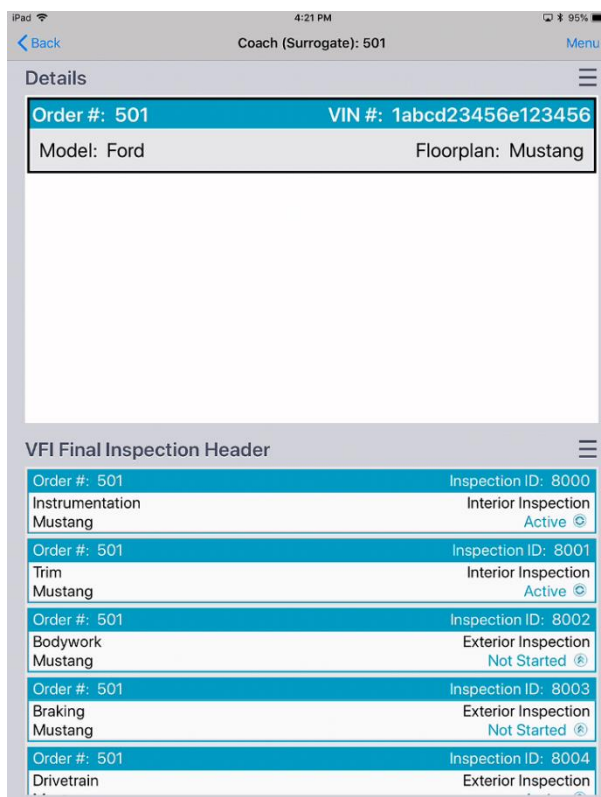 iPad 4:21 PM 95%
Back Coach (Surrogate): 501 Menu
Details
Order #: 501 VIN #: 1abcd23456e123456
Model: Ford Floorplan: Mustang
VFI Final Inspection Header
Order #: 501 Inspection ID: 8000
Instrumentation Interior Inspection
Mustang Active
Order #: 501 Inspection ID: 8001
Trim Interior Inspection
Mustang Active
Order #: 501 Inspection ID: 8002
Bodywork Exterior Inspection
Mustang Not Started
Order #: 501 Inspection ID: 8003
Braking Exterior Inspection
Mustang Not Started
Order #: 501 Inspection ID: 8004
Drivetrain Exterior Inspection